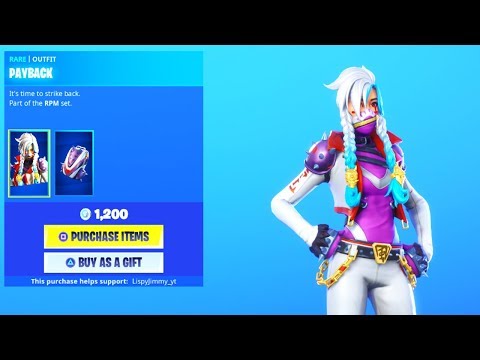 RARE | OUTFIT
PAYBACK
It's time to strike back.
Part of the RPM set.
1,200
PURCHASE ITEMS
BUY AS A GIFT
This purchase helps support: LispyJimmy_yt